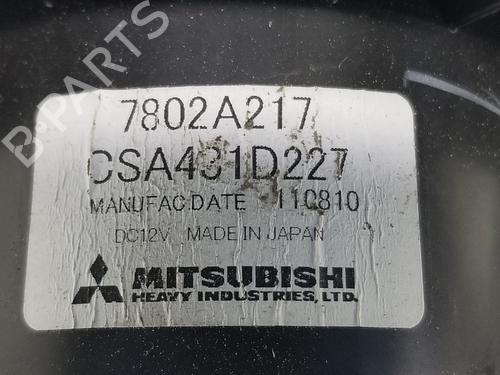 7802A217
CSA431D227
MANUFAC.DATE 110810
DC12V MADE IN JAPAN
MITSUBISHI
HEAVY INDUSTRIES, LTD.
B-PARTS